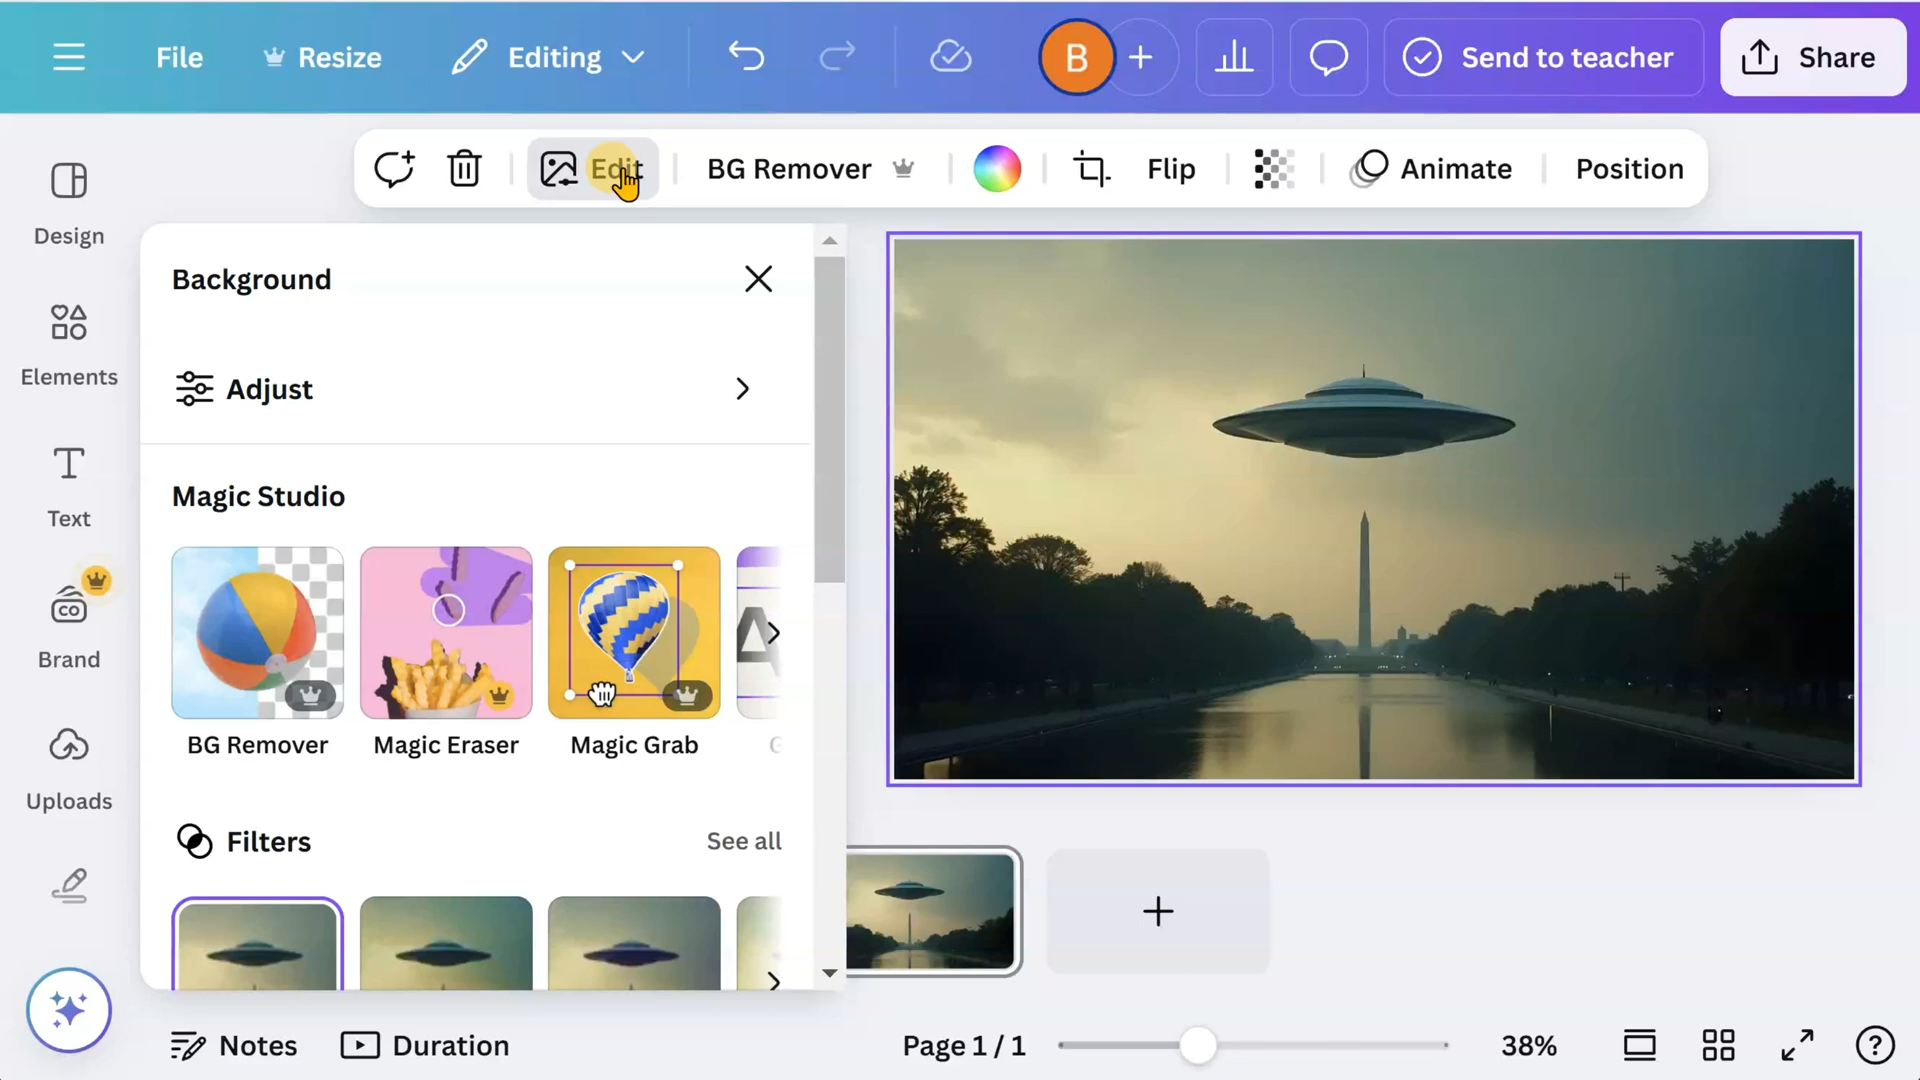 File
Resize
Editing
B
Send to teacher
Share
Edit
BG Remover
Flip
Animate
Position
Design
Elements
Text
CO
Brand
Uploads
Background
Adjust
Magic Studio
BG Remover
Magic Eraser
Magic Grab
Filters
See all
Notes
Duration
Page 1 / 1
38%
?